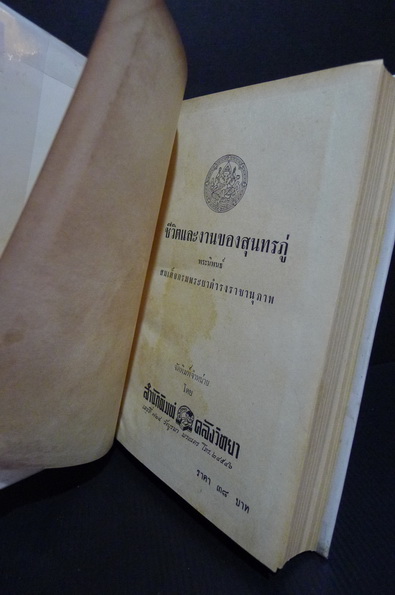 ชีวิตและงานของสุนทรภู่
พระนิพนธ์
สมเด็จกรมพระยาดำรงราชานุภาพ
จัดพิมพ์จำหน่าย
โดย
สำนักพิมพ์ คลังวิทยา
ราคา ๓๕ บาท